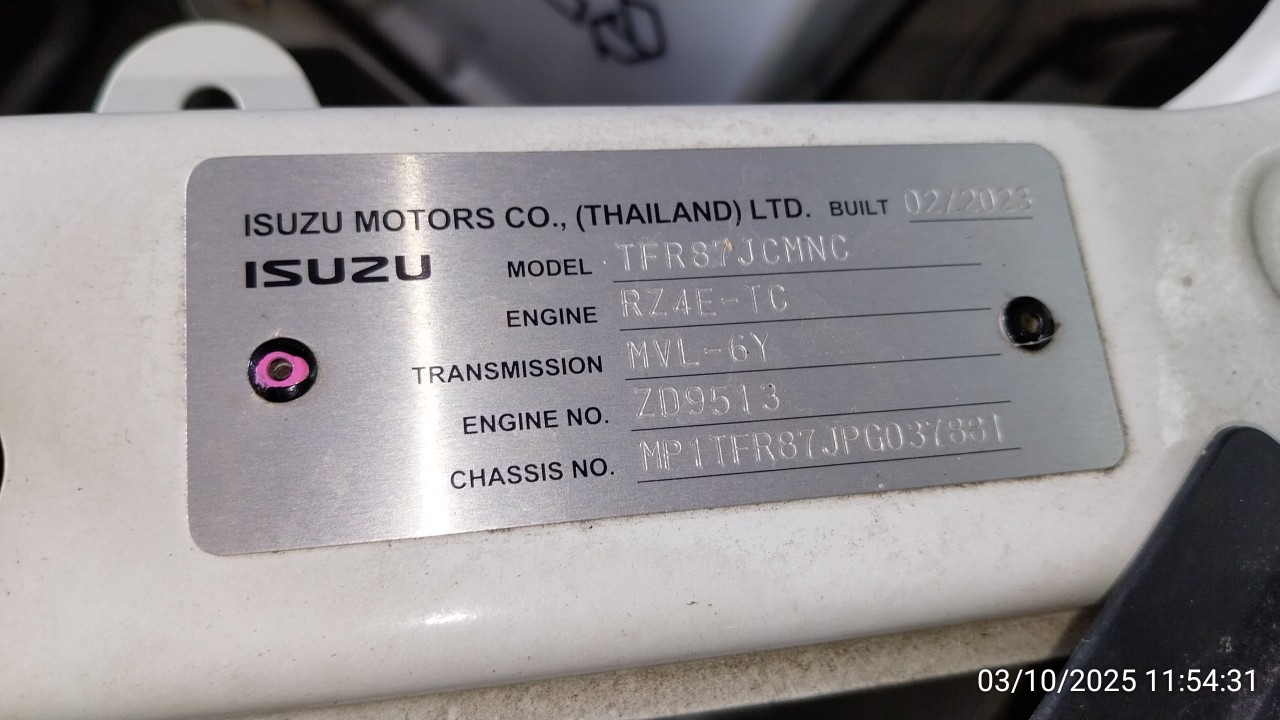 ISUZU MOTORS CO., (THAILAND) LTD. BUILT 02/2023
ISUZU
MODEL TFR87JCMNC
ENGINE RZ4E-TC
TRANSMISSION MVL-6Y
ENGINE NO. ZD9513
CHASSIS NO. MP1TFR87JPG037881
03/10/2025 11:54:31